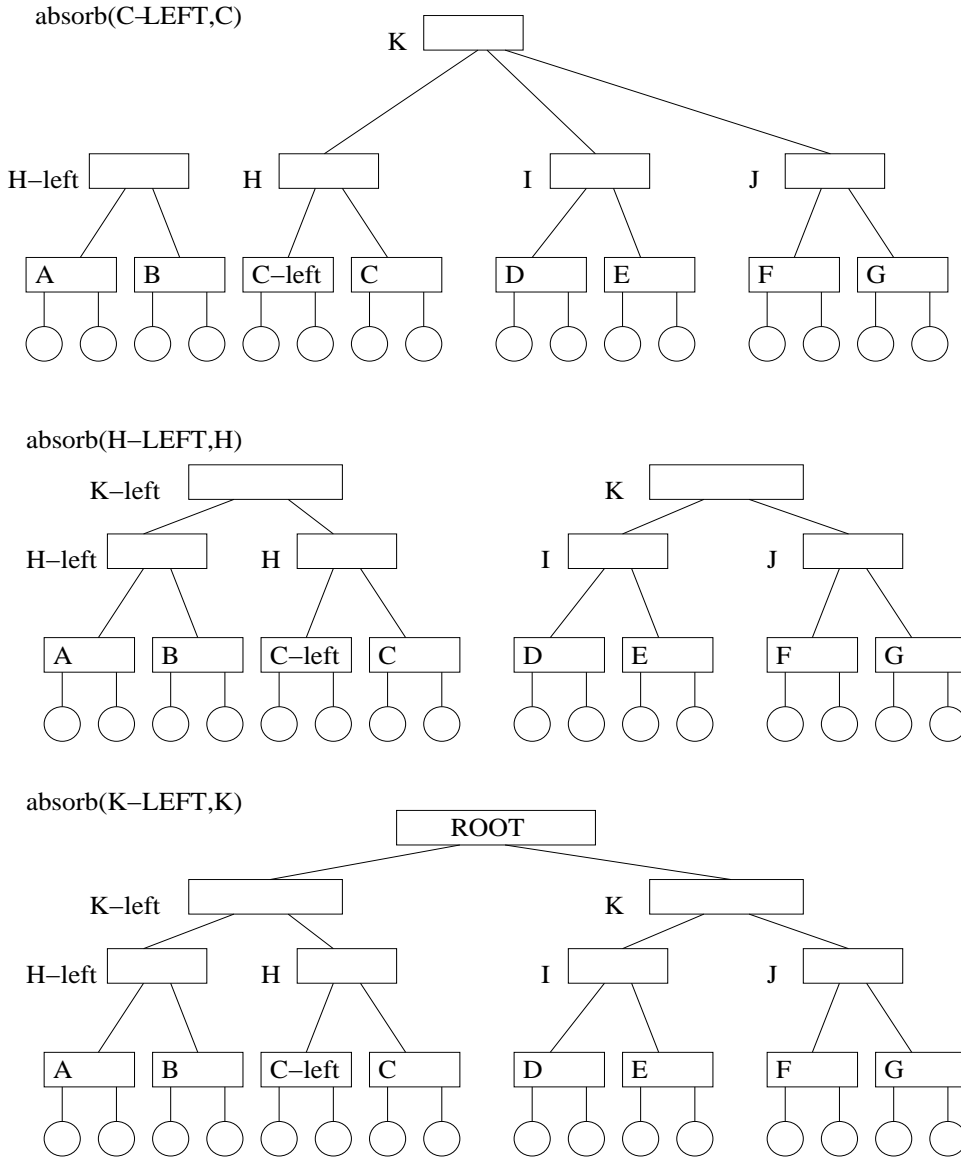 absorb(C−LEFT,C)
K
H−left H I J
A B C−left C D E F G
absorb(H−LEFT,H)
K−left K
H−left H I J
A B C−left C D E F G
absorb(K−LEFT,K)
ROOT
K−left K
H−left H I J
A B C−left C D E F G